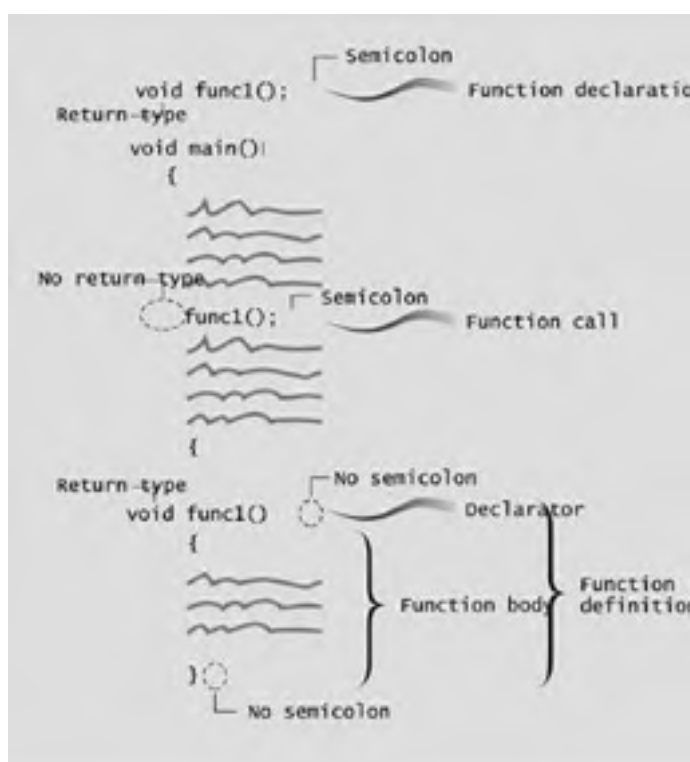 Semicolon
void func1(); Function declaratio
Return type
void main()
{
No return type
Semicolon
func1(); Function call
{
No semicolon
Return type
void func1() Declarator
{
Function body
Function
definition
}
No semicolon